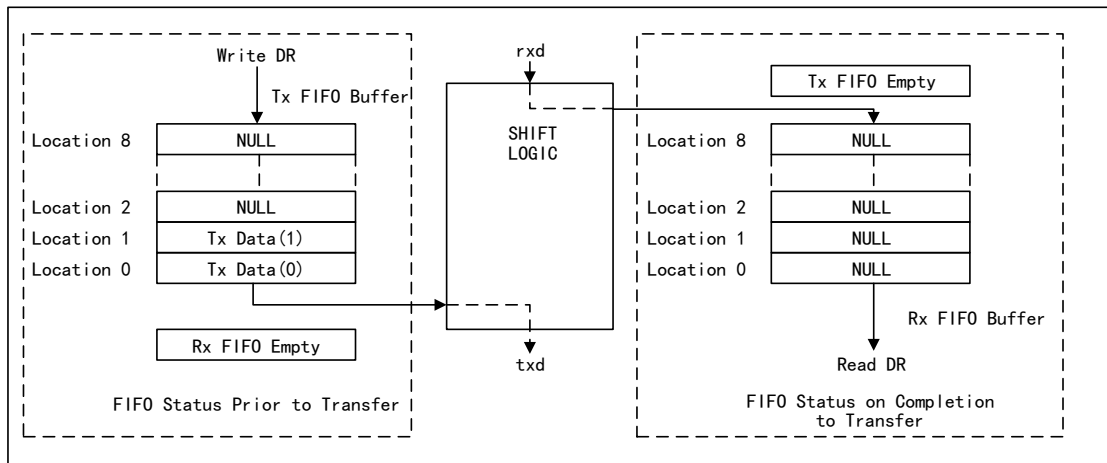 Write DR
Tx FIFO Buffer
Location 8
NULL
Location 2
NULL
Location 1
Tx Data(1)
Location 0
Tx Data(0)
Rx FIFO Empty
FIFO Status Prior to Transfer
rxd
SHIFT
LOGIC
txd
Tx FIFO Empty
Location 8
NULL
Location 2
NULL
Location 1
NULL
Location 0
NULL
Rx FIFO Buffer
Read DR
FIFO Status on Completion
to Transfer